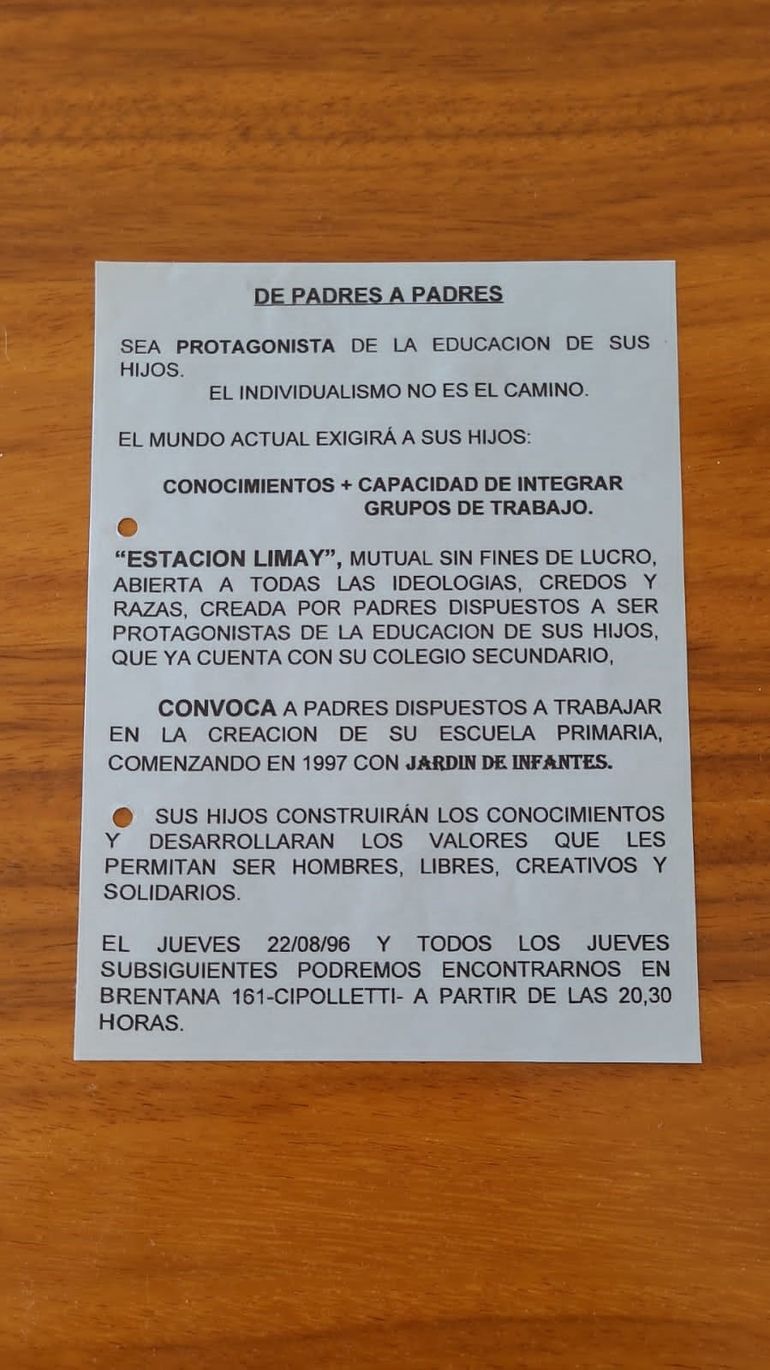 DE PADRES A PADRES
SEA PROTAGONISTA DE LA EDUCACION DE SUS
HIJOS.
EL INDIVIDUALISMO NO ES EL CAMINO.
EL MUNDO ACTUAL EXIGIRÁ A SUS HIJOS:
CONOCIMIENTOS + CAPACIDAD DE INTEGRAR
GRUPOS DE TRABAJO.
“ESTACION LIMAY”, MUTUAL SIN FINES DE LUCRO,
ABIERTA A TODAS LAS IDEOLOGIAS, CREDOS Y
RAZAS, CREADA POR PADRES DISPUESTOS A SER
PROTAGONISTAS DE LA EDUCACION DE SUS HIJOS,
QUE YA CUENTA CON SU COLEGIO SECUNDARIO,
CONVOCA A PADRES DISPUESTOS A TRABAJAR
EN LA CREACION DE SU ESCUELA PRIMARIA,
COMENZANDO EN 1997 CON JARDIN DE INFANTES.
SUS HIJOS CONSTRUIRÁN LOS CONOCIMIENTOS
Y DESARROLLARAN LOS VALORES QUE LES
PERMITAN SER HOMBRES, LIBRES, CREATIVOS Y
SOLIDARIOS.
EL JUEVES 22/08/96 Y TODOS LOS JUEVES
SUBSIGUIENTES PODREMOS ENCONTRARNOS EN
BRENTANA 161-CIPOLLETTI- A PARTIR DE LAS 20,30
HORAS.